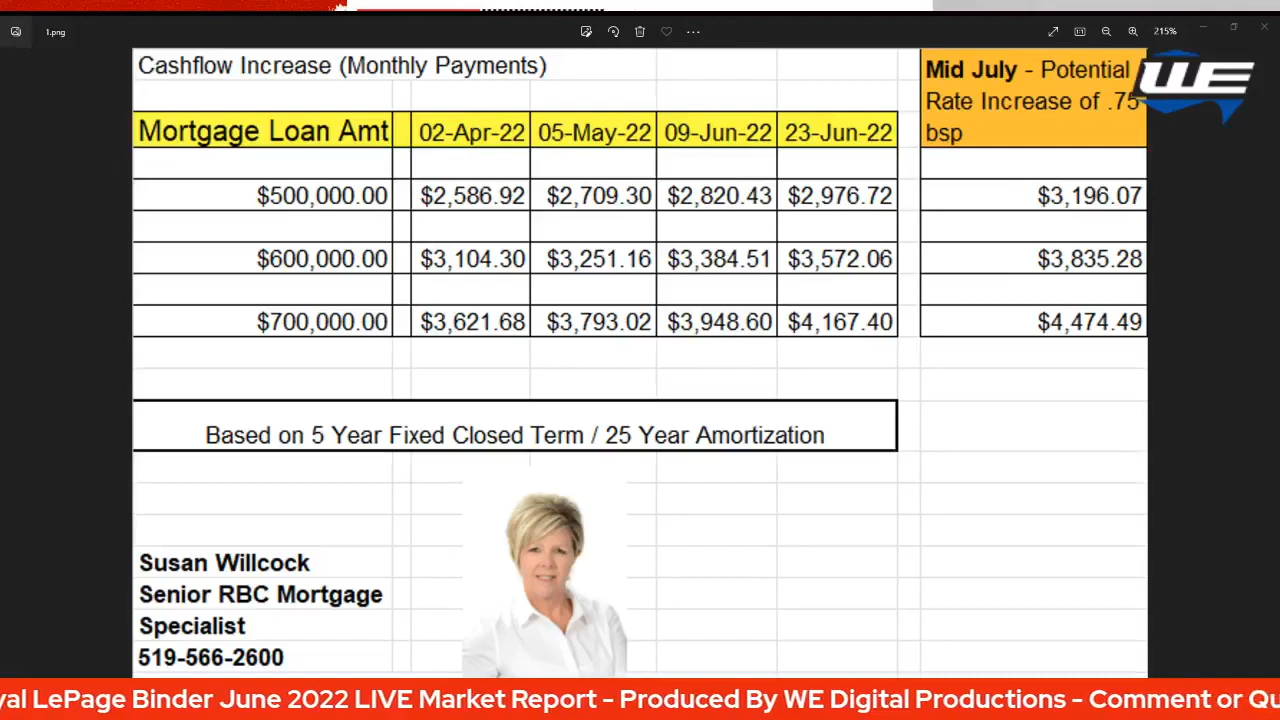 1.png
215%
Cashflow Increase (Monthly Payments)
Mid July - Potential
Rate Increase of .75
bsp
WE
Mortgage Loan Amt 02-Apr-22 05-May-22 09-Jun-22 23-Jun-22
$500,000.00 $2,586.92 $2,709.30 $2,820.43 $2,976.72 $3,196.07
$600,000.00 $3,104.30 $3,251.16 $3,384.51 $3,572.06 $3,835.28
$700,000.00 $3,621.68 $3,793.02 $3,948.60 $4,167.40 $4,474.49
Based on 5 Year Fixed Closed Term / 25 Year Amortization
Susan Willcock
Senior RBC Mortgage
Specialist
519-566-2600
yal LePage Binder June 2022 LIVE Market Report - Produced By WE Digital Productions - Comment or Qu